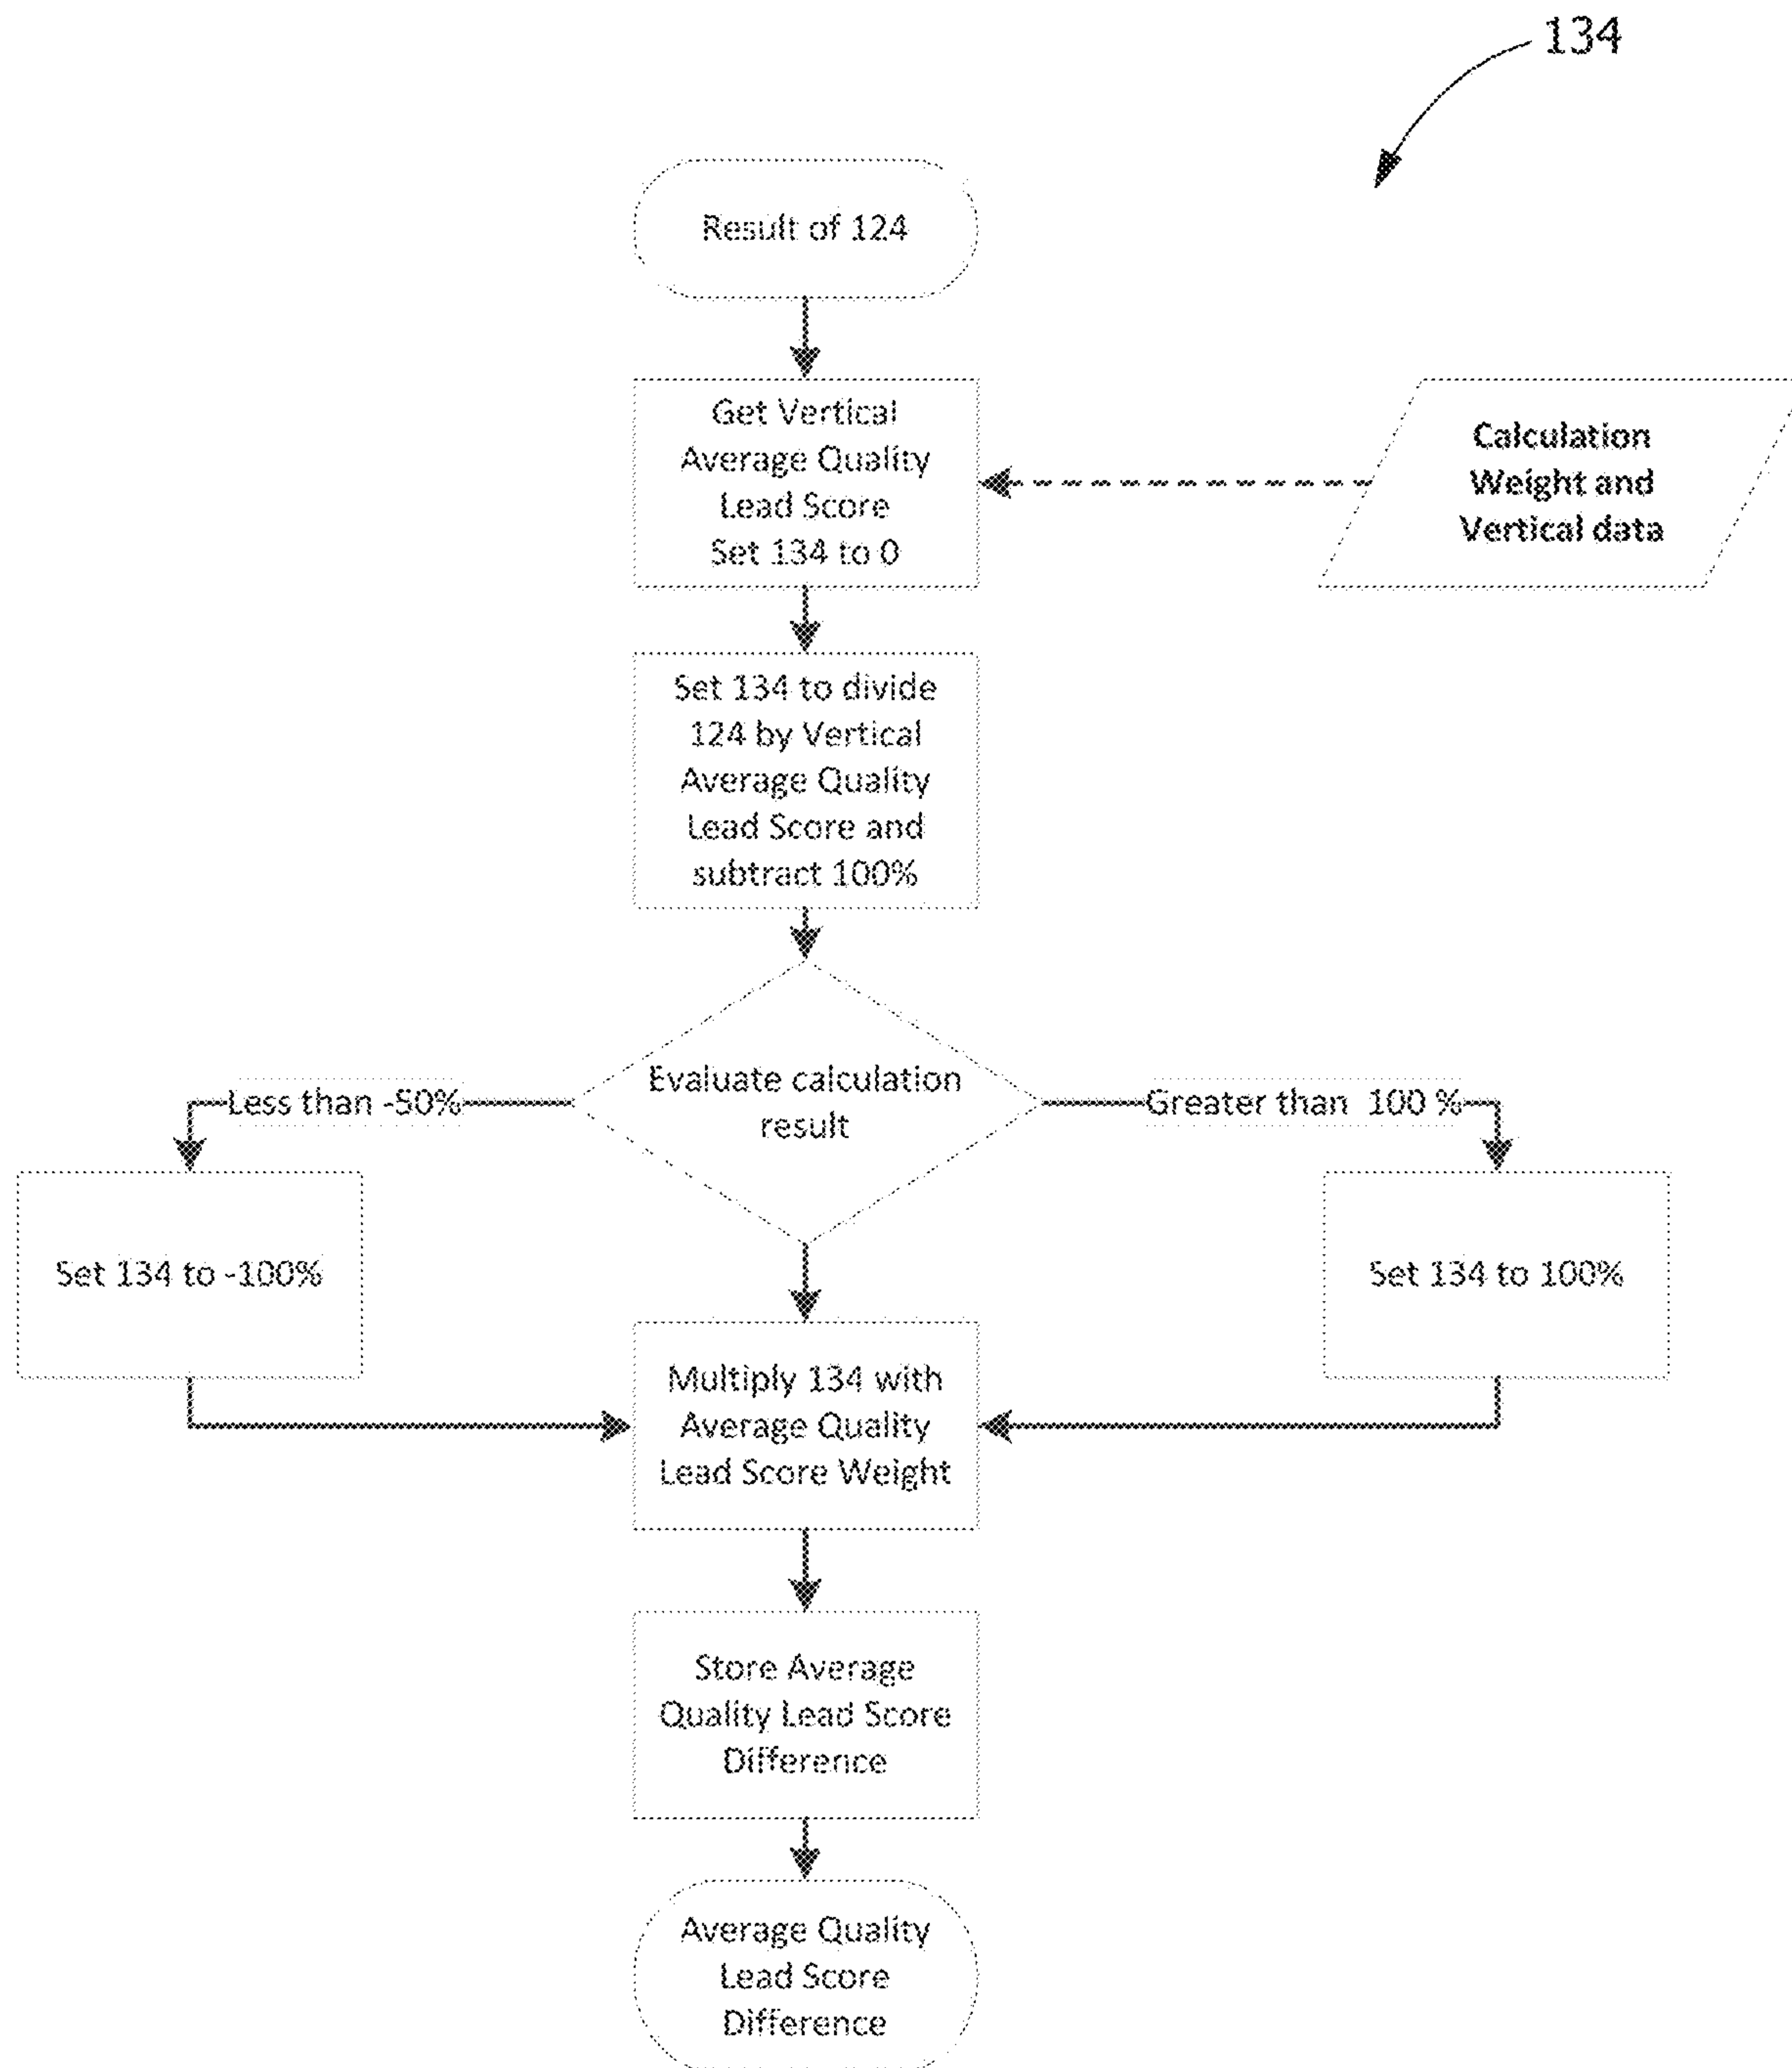 134
Result of 124
Get Vertical
Average Quality
Lead Score
Set 134 to 0
Calculation
Weight and
Vertical data
Set 134 to divide
124 by Vertical
Average Quality
Lead Score and
subtract 100%
Evaluate calculation
result
Less than -50%
Greater than 100 %
Set 134 to -100%
Set 134 to 100%
Multiply 134 with
Average Quality
Lead Score Weight
Store Average
Quality Lead Score
Difference
Average Quality
Lead Score
Difference